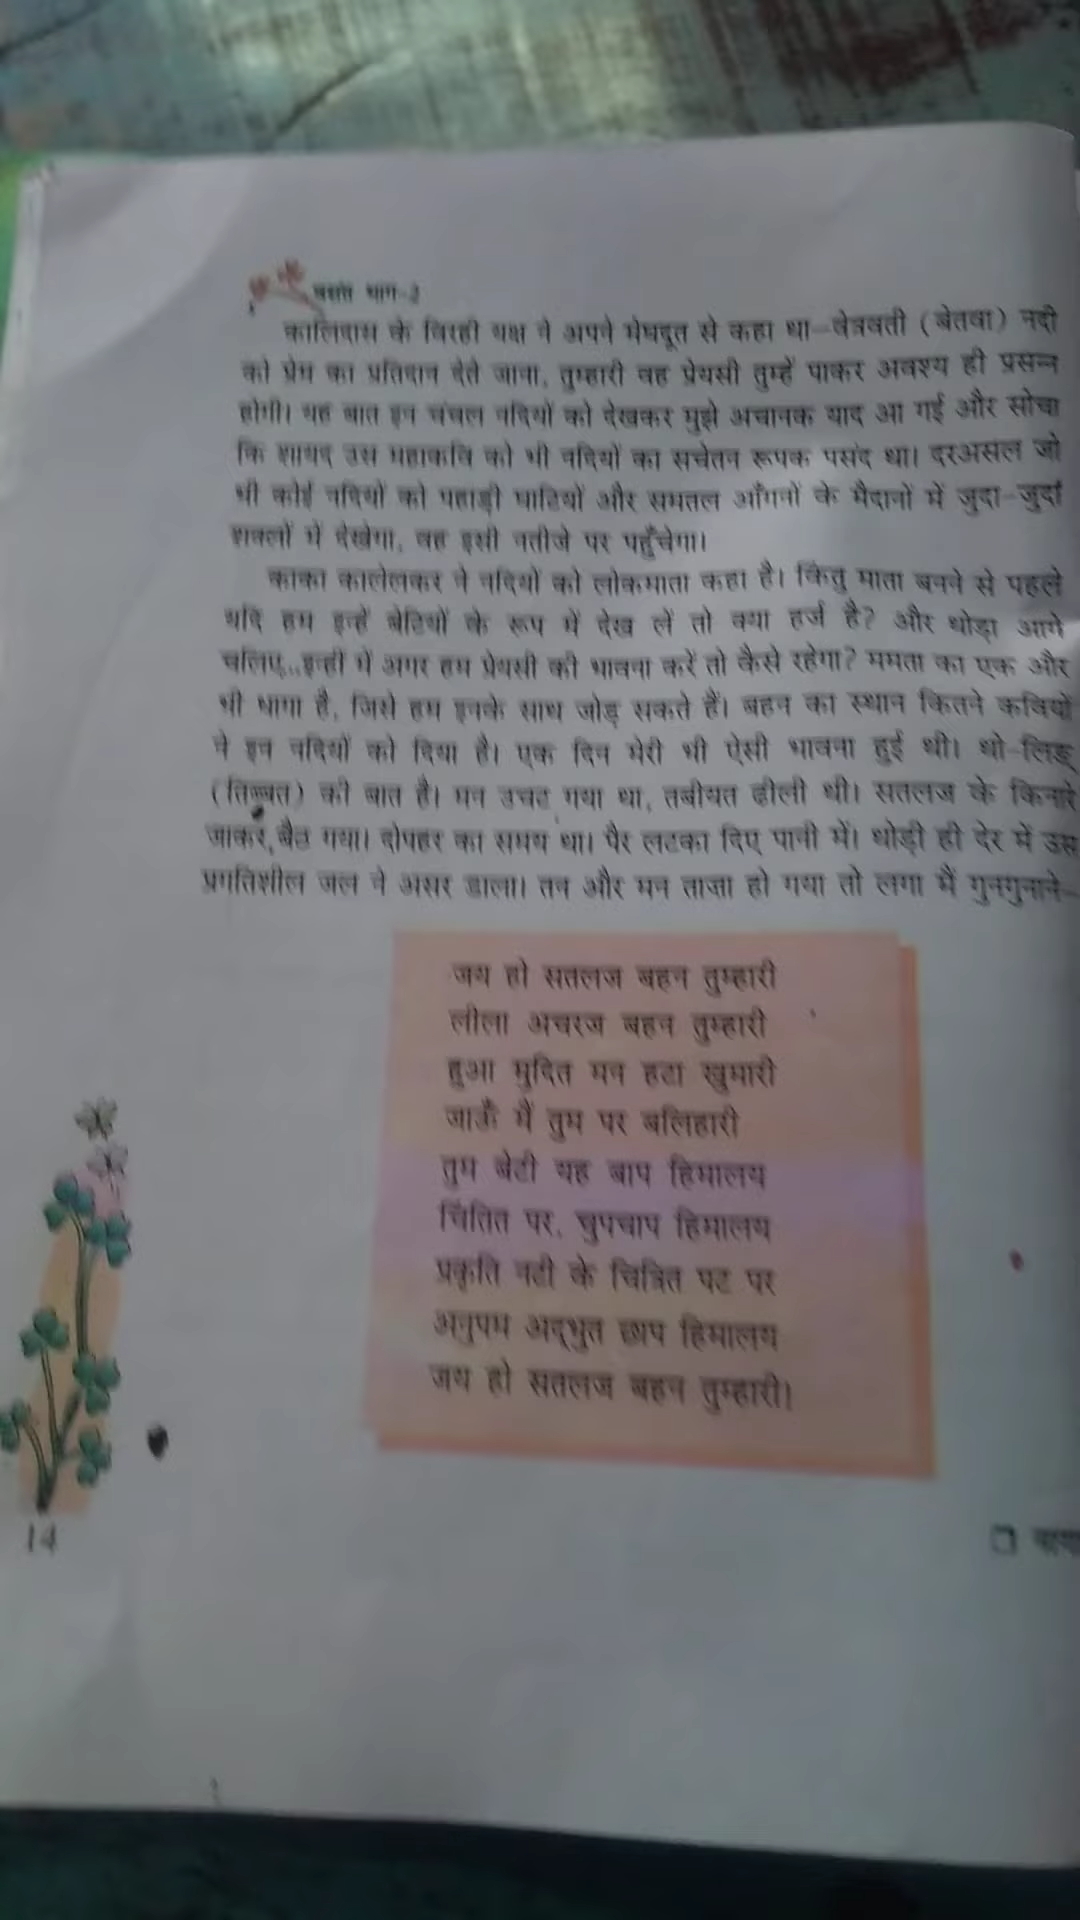 वसंत भाग-2
कालिदास के विरही यक्ष ने अपने मेघदूत से कहा था—वेत्रवती (बेतवा) नदी
को प्रेम का प्रतिदान देते जाना, तुम्हारी वह प्रेयसी तुम्हें पाकर अवश्य ही प्रसन्न
होगी। यह बात इन चंचल नदियों को देखकर मुझे अचानक याद आ गई और सोचा
कि शायद उस महाकवि को भी नदियों का सचेतन रूपक पसंद था। दरअसल जो
भी कोई नदियों को पहाड़ी घाटियों और समतल आँगनों के मैदानों में जुदा-जुदा
शक्लों में देखेगा, वह इसी नतीजे पर पहुँचेगा।
काका कालेलकर ने नदियों को लोकमाता कहा है। किंतु माता बनने से पहले
यदि हम इन्हें बेटियों के रूप में देख लें तो क्या हर्ज है? और थोड़ा आगे
चलिए...इन्हीं में अगर हम प्रेयसी की भावना करें तो कैसे रहेगा? ममता का एक और
भी धागा है, जिसे हम इनके साथ जोड़ सकते हैं। बहन का स्थान कितने कवियों
ने इन नदियों को दिया है। एक दिन मेरी भी ऐसी भावना हुई थी। थो-लिङ्
(तिब्बत) की बात है। मन उचट गया था, तबीयत ढीली थी। सतलज के किनारे
जाकर बैठ गया। दोपहर का समय था। पैर लटका दिए पानी में। थोड़ी ही देर में उस
प्रगतिशील जल ने असर डाला। तन और मन ताज़ा हो गया तो लगा मैं गुनगुनाने—
जय हो सतलज बहन तुम्हारी
लीला अचरज बहन तुम्हारी
हुआ मुदित मन हटा खुमारी
जाऊँ मैं तुम पर बलिहारी
तुम बेटी यह बाप हिमालय
चिंतित पर, चुपचाप हिमालय
प्रकृति नटी के चित्रित पट पर
अनुपम अद्भुत छाप हिमालय
जय हो सतलज बहन तुम्हारी।
14